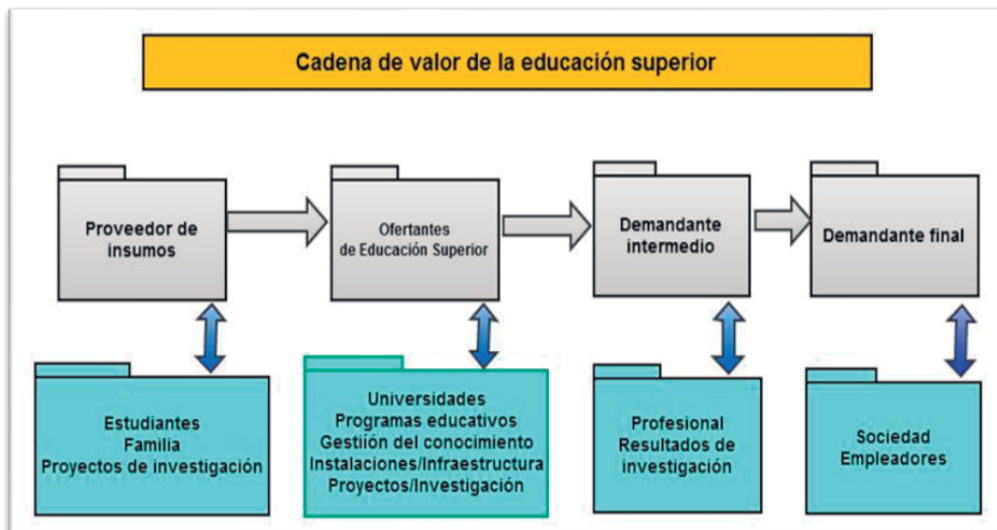 Cadena de valor de la educación superior
Proveedor de
insumos
Ofertantes
de Educación Superior
Demandante
intermedio
Demandante final
Estudiantes
Familia
Proyectos de investigación
Universidades
Programas educativos
Gestiión del conocimiento
Instalaciones/Infraestructura
Proyectos/Investigación
Profesional
Resultados de
investigación
Sociedad
Empleadores